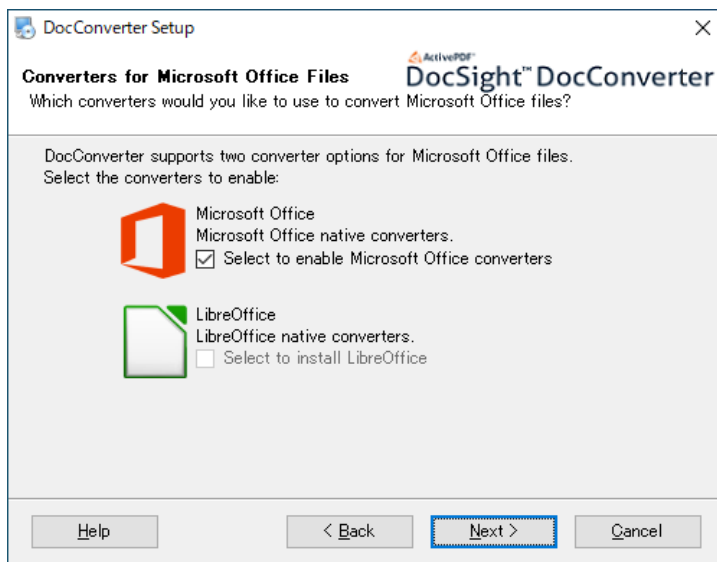 DocConverter Setup
ActivePDF™
DocSight™ DocConverter
Converters for Microsoft Office Files
Which converters would you like to use to convert Microsoft Office files?
DocConverter supports two converter options for Microsoft Office files.
Select the converters to enable:
Microsoft Office
Microsoft Office native converters.
Select to enable Microsoft Office converters
LibreOffice
LibreOffice native converters.
Select to install LibreOffice
Help
< Back
Next >
Cancel